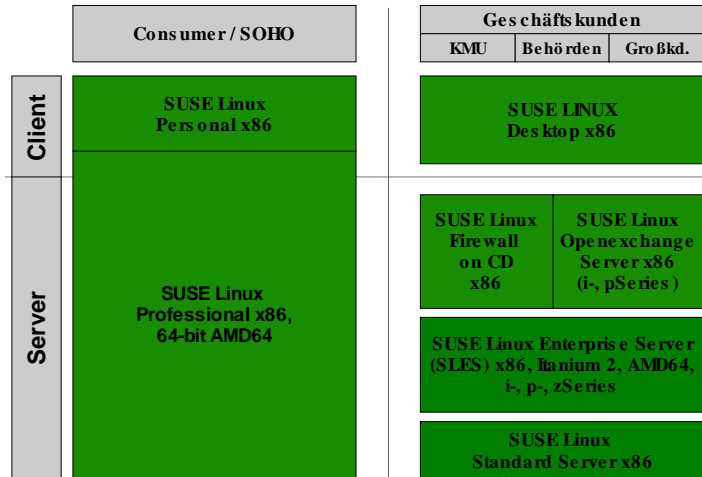 Consumer / SOHO
Geschäftskunden
KMU
Behörden
Großkd.
Client
SUSE Linux
Personal x86
SUSE LINUX
Desktop x86
Server
SUSE Linux
Professional x86,
64-bit AMD64
SUSE Linux
Firewall
on CD
x86
SUSE Linux
Openexchange
Server x86
(i-, pSeries)
SUSE Linux Enterprise Server
(SLES) x86, Itanium 2, AMD64,
i-, p-, zSeries
SUSE Linux
Standard Server x86